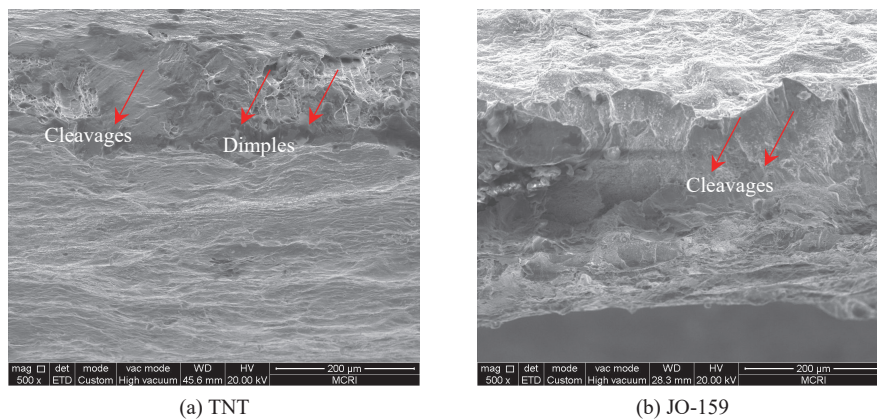 Cleavages
Dimples
Cleavages
mag □ det mode vac mode WD HV 200 µm
500 x ETD Custom High vacuum 45.6 mm 20.00 kV MCRI
mag □ det mode vac mode WD HV 200 µm
500 x ETD Custom High vacuum 28.3 mm 20.00 kV MCRI
(a) TNT
(b) JO-159